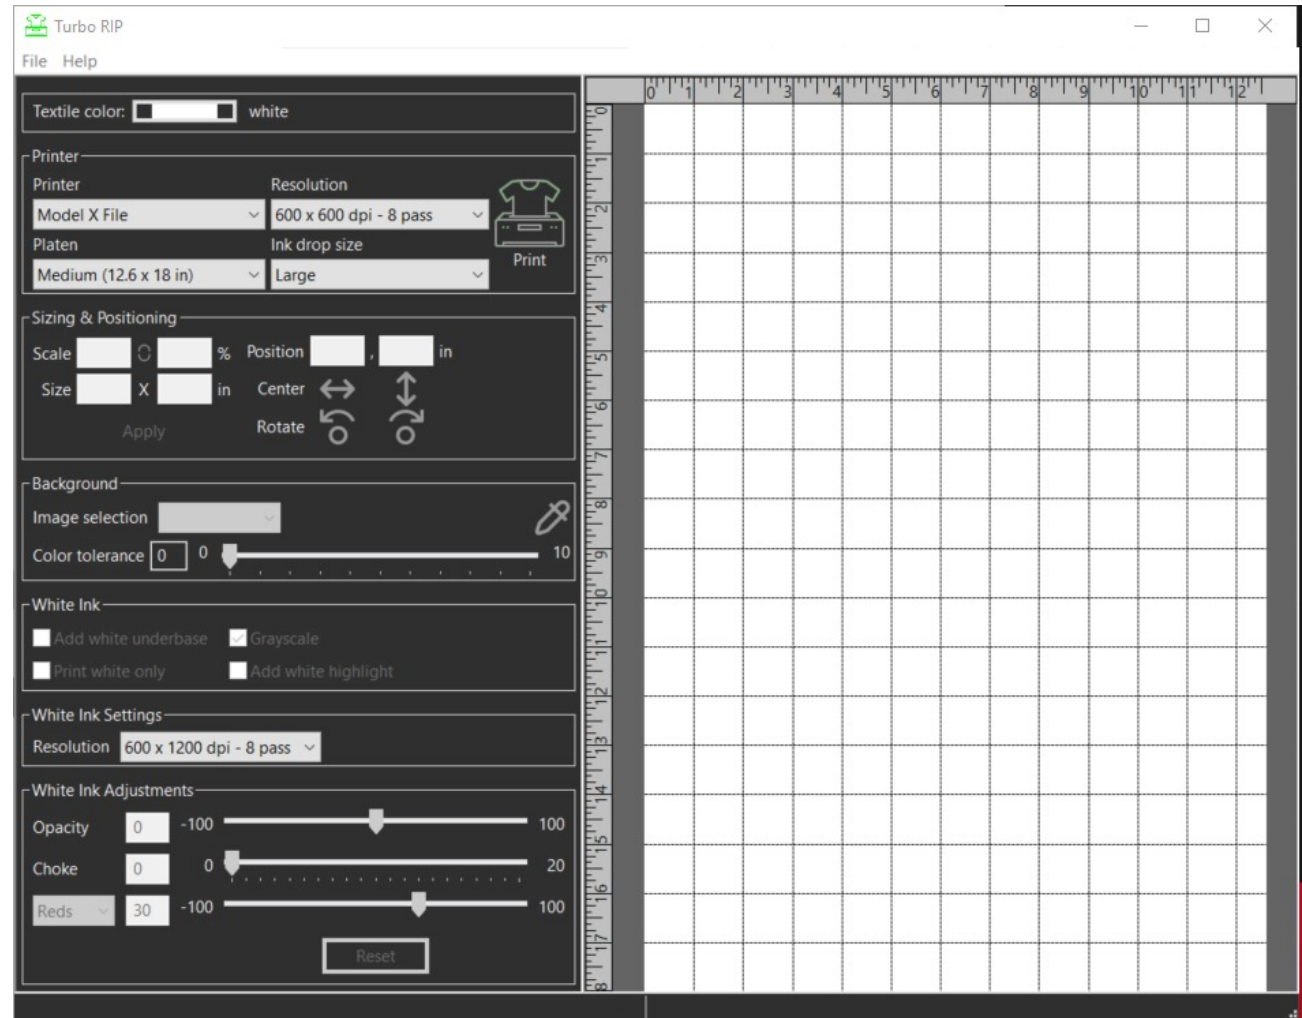 Turbo RIP
File Help
Textile color: white
Printer
Printer Resolution
Model X File 600 x 600 dpi - 8 pass
Platen Ink drop size
Print
Medium (12.6 x 18 in) Large
Sizing & Positioning
Scale % Position , in
Size X in Center
Apply Rotate
Background
Image selection
Color tolerance 0 0 10
White Ink
Add white underbase Grayscale
Print white only Add white highlight
White Ink Settings
Resolution 600 x 1200 dpi - 8 pass
White Ink Adjustments
Opacity 0 -100 100
Choke 0 0 20
Reds 30 -100 100
Reset
0 1 2 3 4 5 6 7 8 9 10 11 12
0
1
2
3
4
5
6
7
8
9
10
11
12
13
14
15
16
17